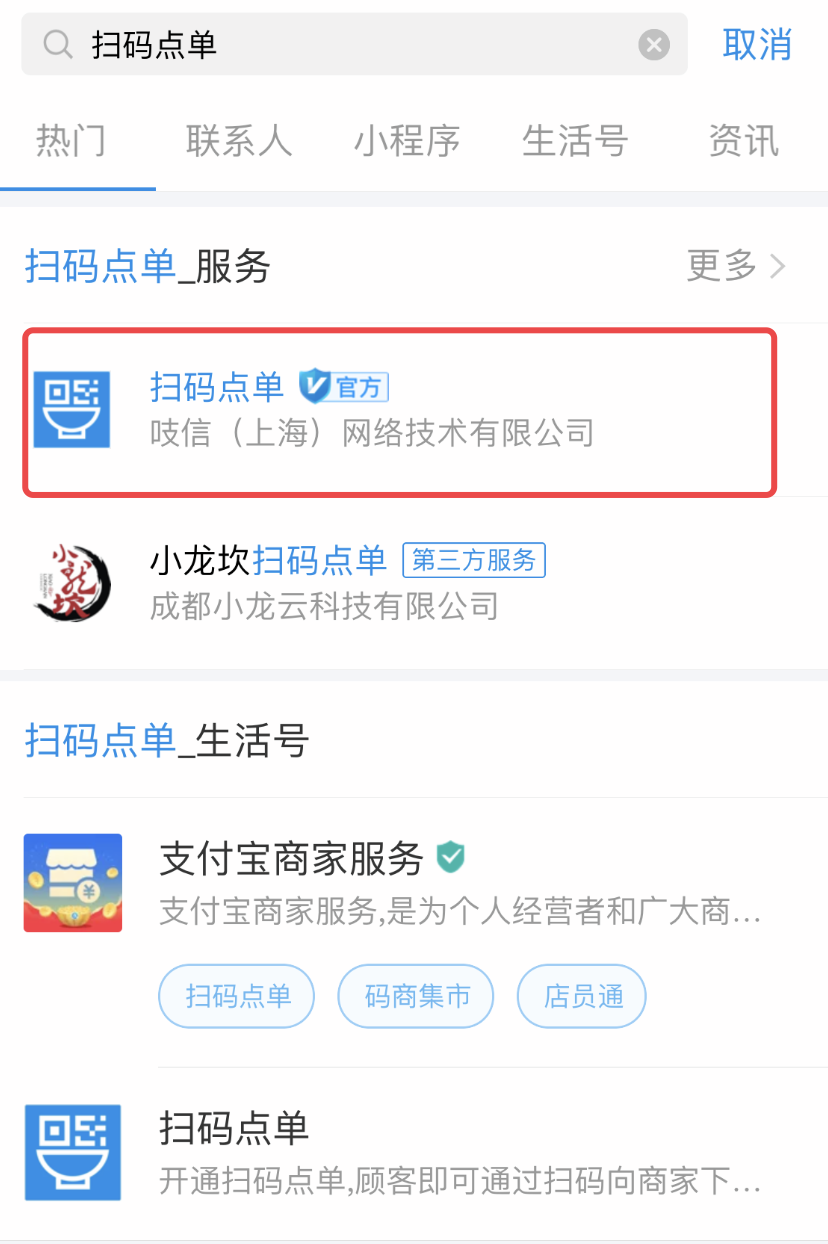 扫码点单
取消
热门
联系人
小程序
生活号
资讯
扫码点单_服务
更多
扫码点单
官方
吱信（上海）网络技术有限公司
小龙坎扫码点单
第三方服务
成都小龙云科技有限公司
小龙坎
扫码点单_生活号
支付宝商家服务
支付宝商家服务,是为个人经营者和广大商...
扫码点单
码商集市
店员通
扫码点单
开通扫码点单,顾客即可通过扫码向商家下...